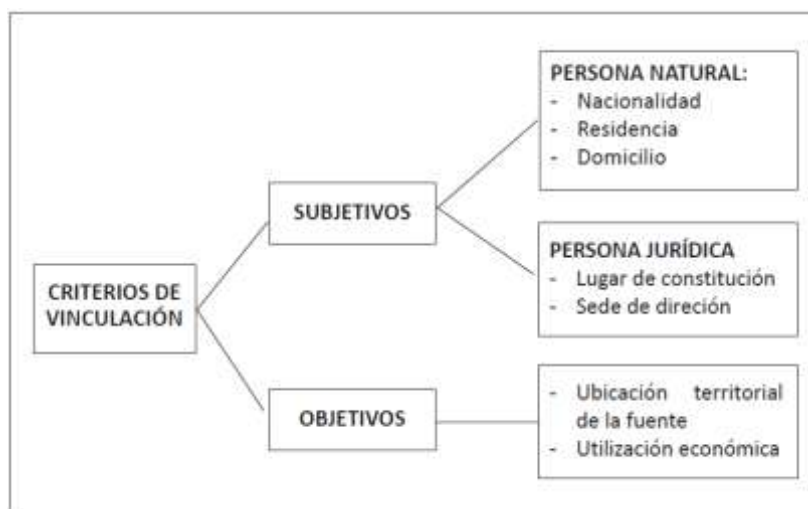 CRITERIOS DE
VINCULACIÓN
SUBJETIVOS
PERSONA NATURAL:
- Nacionalidad
- Residencia
- Domicilio
PERSONA JURÍDICA
- Lugar de constitución
- Sede de direción
OBJETIVOS
- Ubicación territorial
de la fuente
- Utilización económica